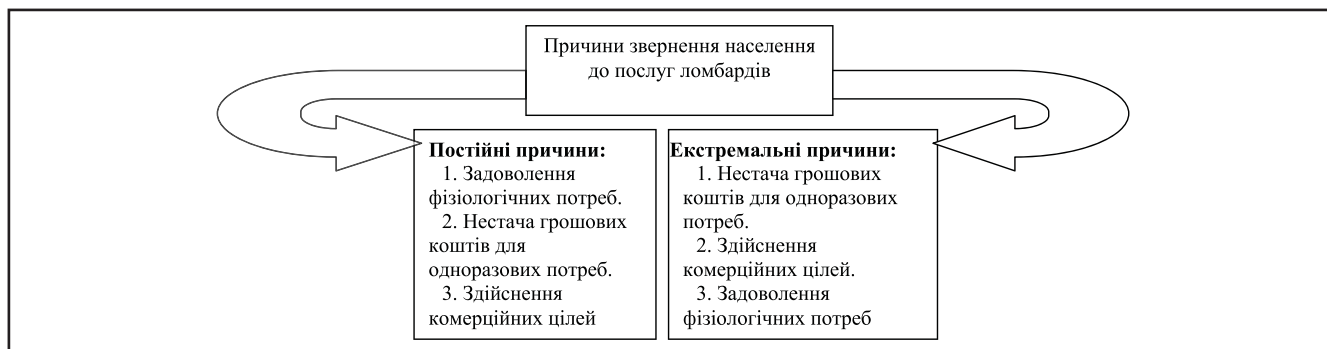 Причини звернення населення
до послуг ломбардів
Постійні причини:
1. Задоволення
фізіологічних потреб.
2. Нестача грошових
коштів для
одноразових потреб.
3. Здійснення
комерційних цілей
Екстремальні причини:
1. Нестача грошових
коштів для одноразових
потреб.
2. Здійснення
комерційних цілей.
3. Задоволення
фізіологічних потреб